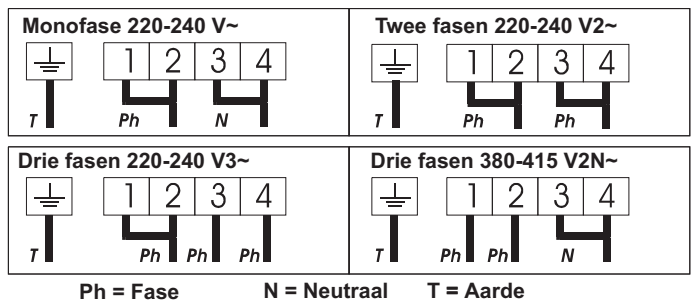 Monofase 220-240 V~
1 2 3 4
T Ph N
Twee fasen 220-240 V2~
1 2 3 4
T Ph Ph
Drie fasen 220-240 V3~
1 2 3 4
T Ph Ph Ph
Drie fasen 380-415 V2N~
1 2 3 4
T Ph Ph N
Ph = Fase N = Neutraal T = Aarde